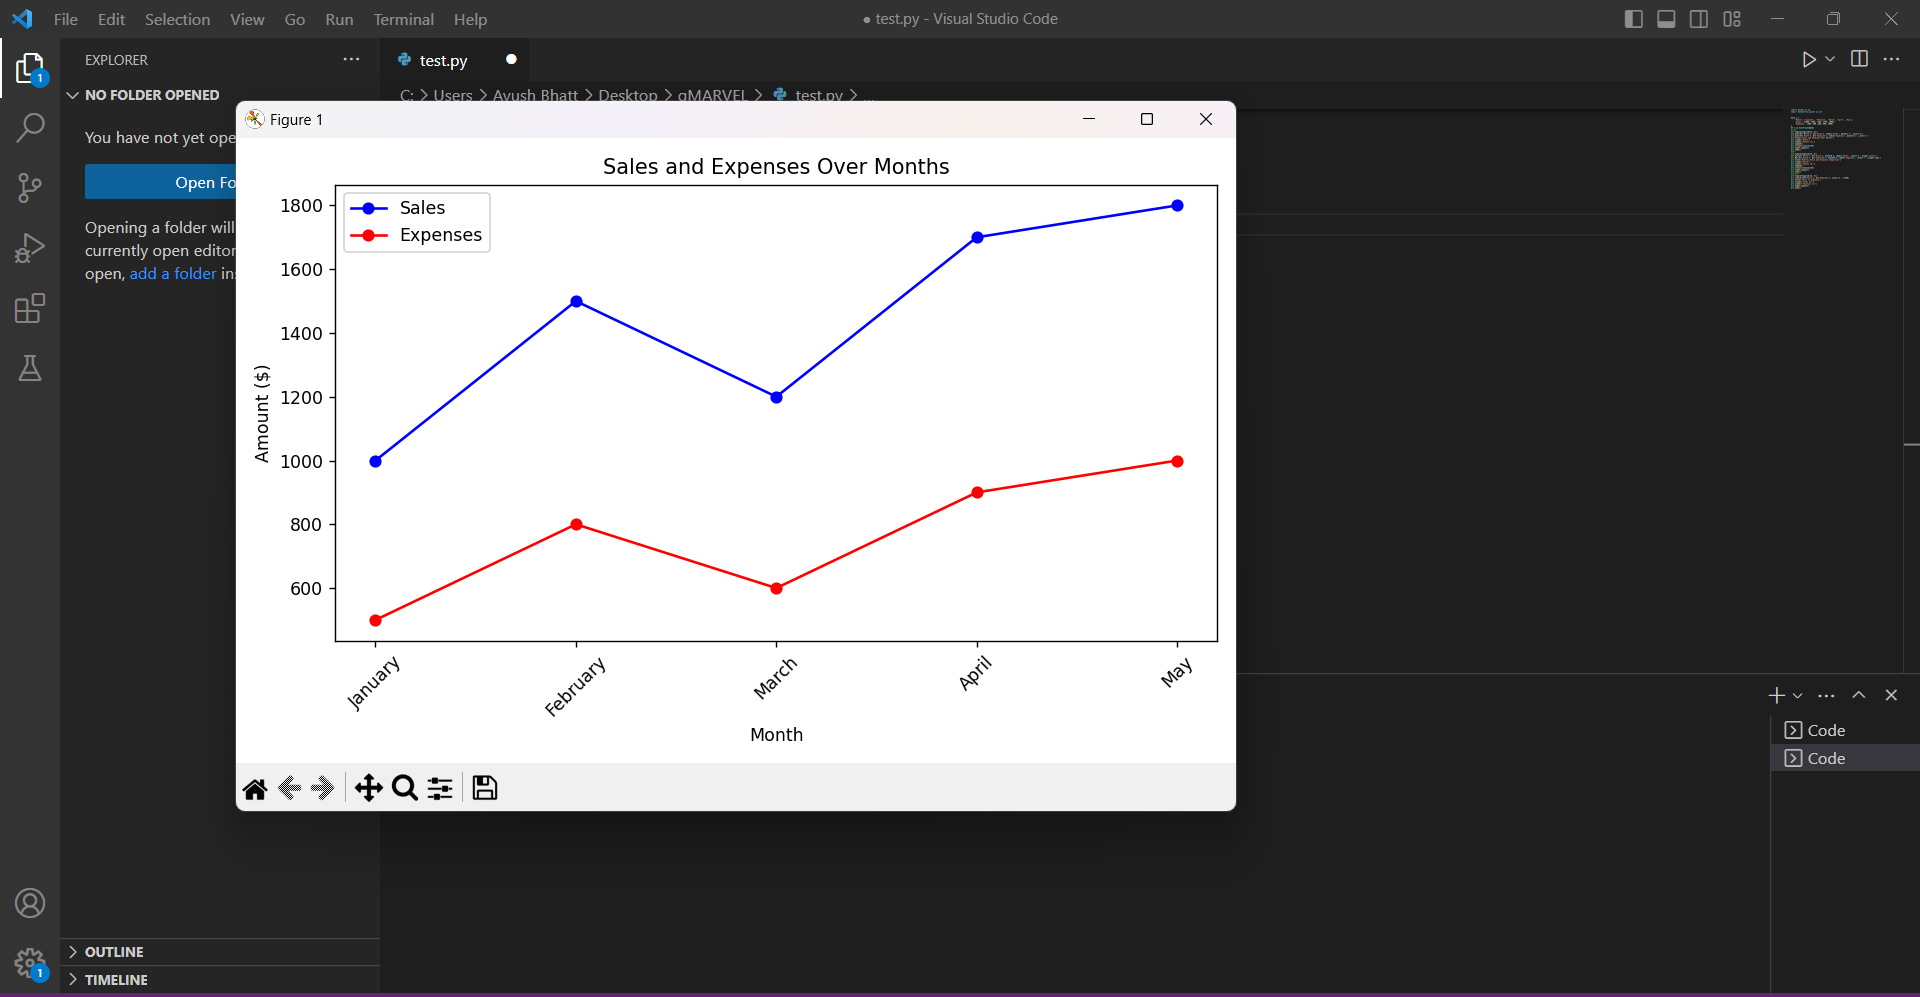 File Edit Selection View Go Run Terminal Help
● test.py - Visual Studio Code
EXPLORER
test.py
1
NO FOLDER OPENED
C: > Users > Ayush Bhatt > Desktop > > test.py > ...
You have not yet ope
Open Fo
Opening a folder will
currently open editor
open, add a folder in
Figure 1
Sales and Expenses Over Months
Sales
Expenses
1800
1600
1400
1200
1000
800
600
Amount ($)
January
February
March
April
May
Month
Code
Code
OUTLINE
TIMELINE
1